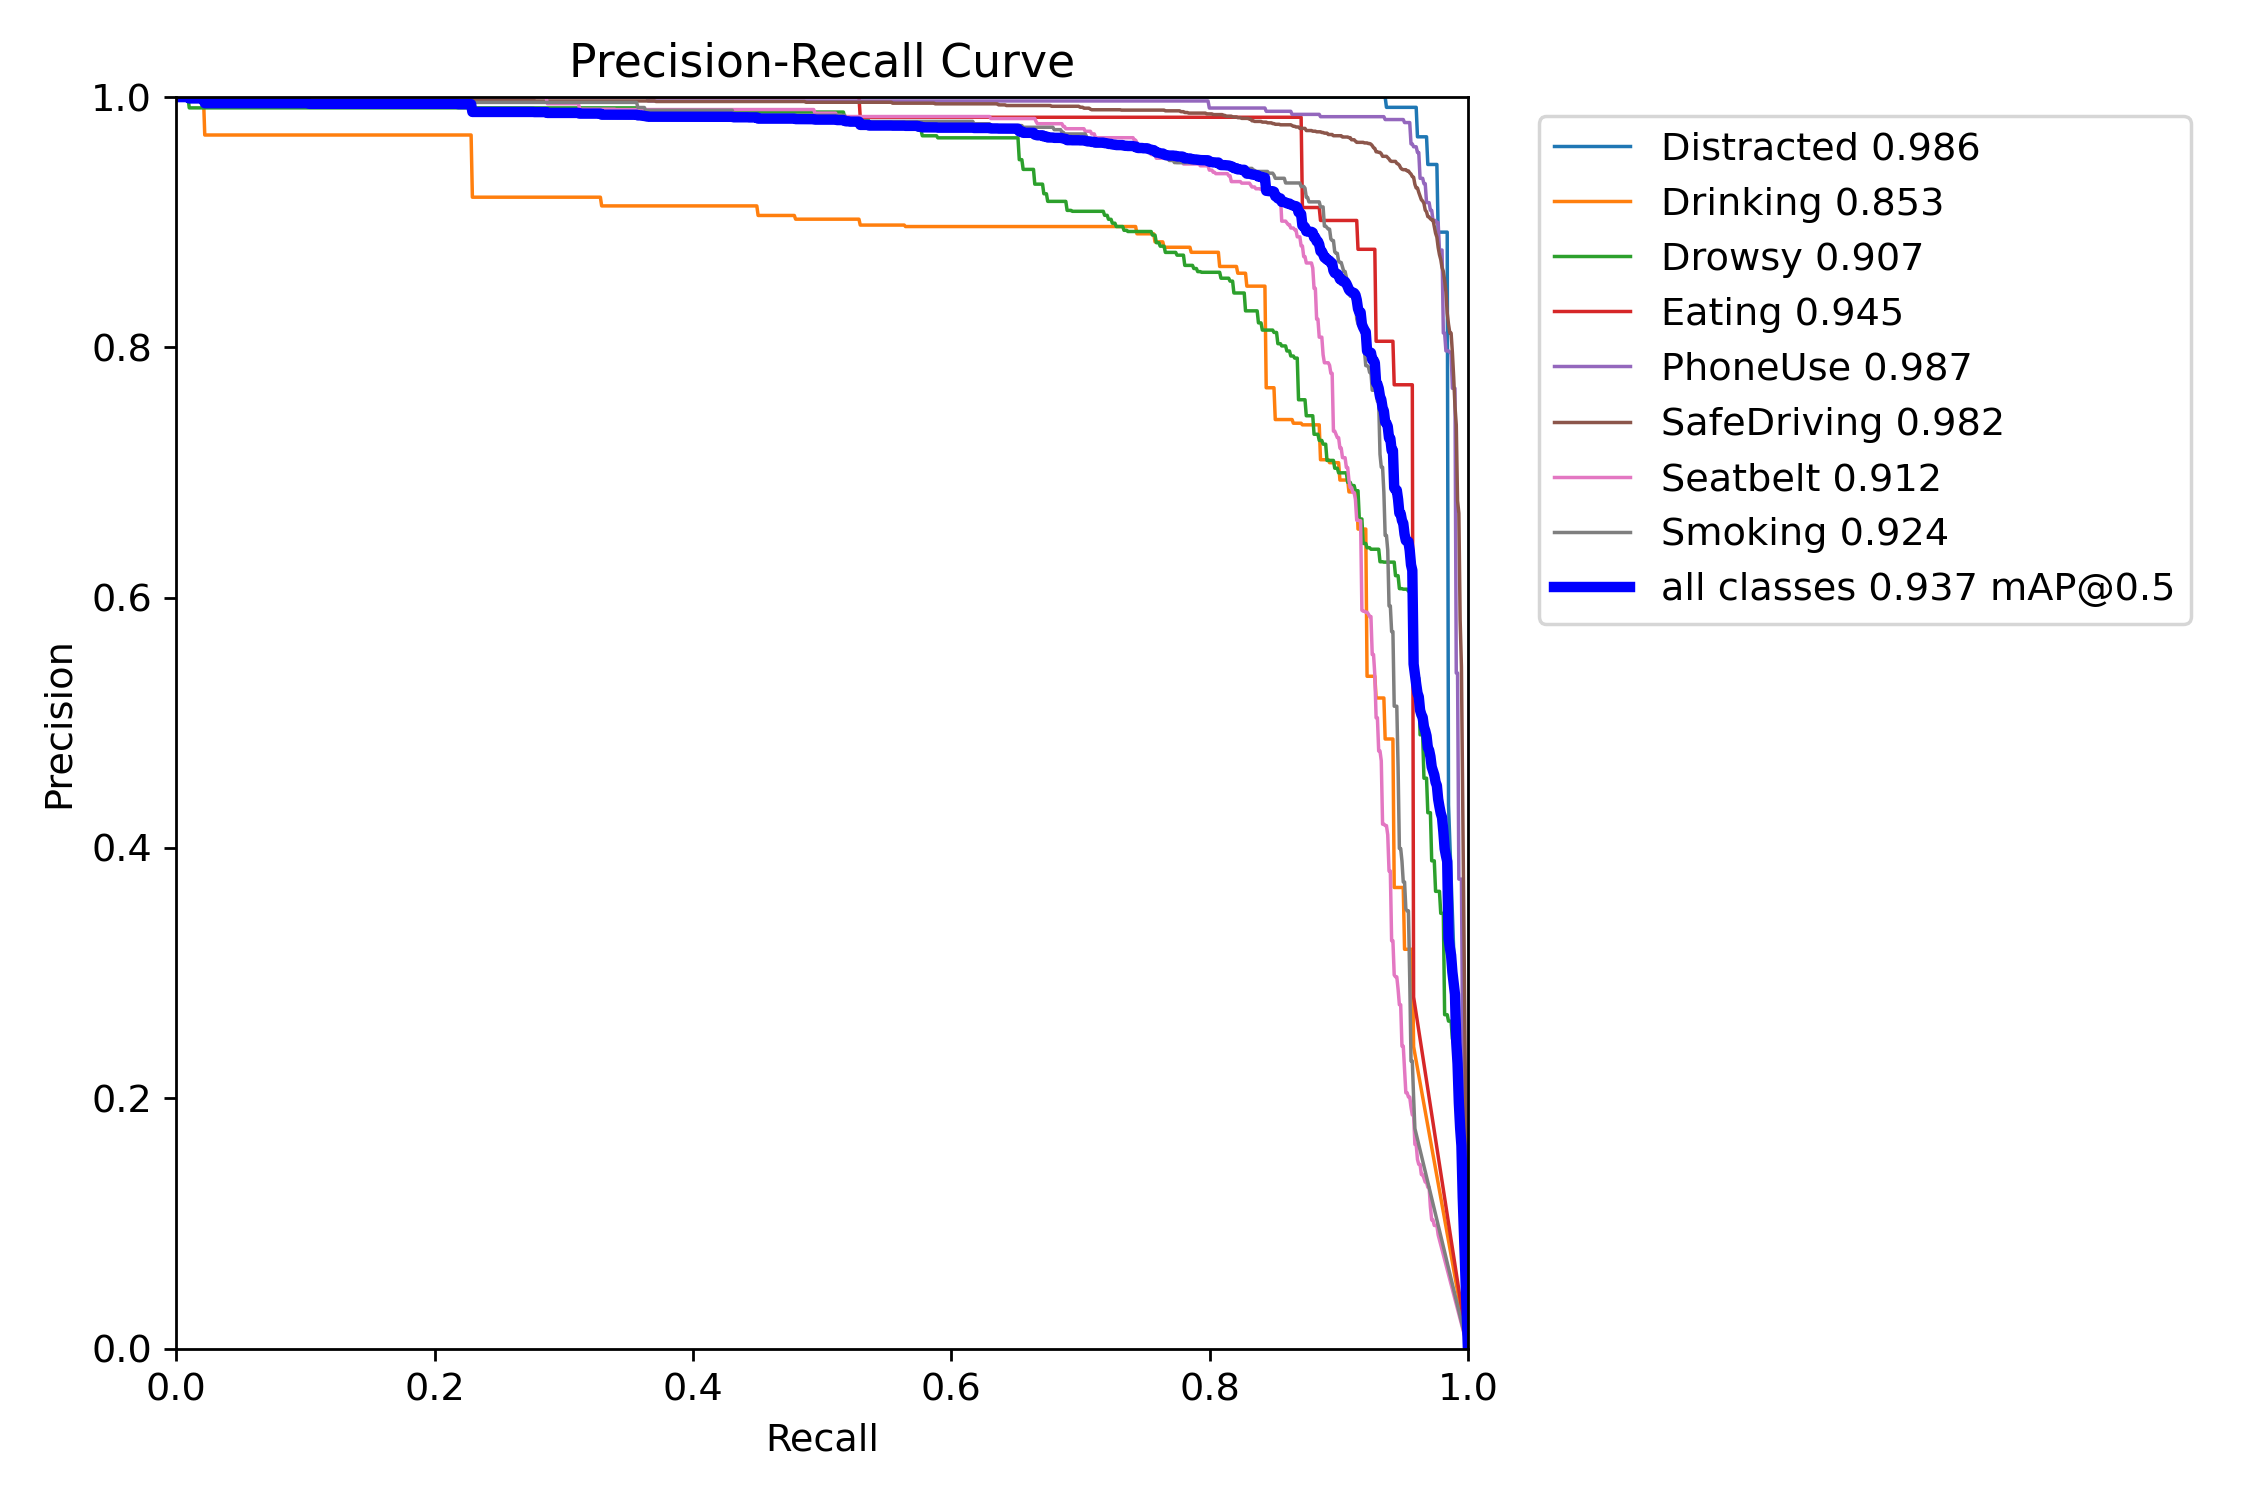 Precision-Recall Curve
1.0
0.8
0.6
0.4
0.2
0.0
Precision
0.0 0.2 0.4 0.6 0.8 1.0
Recall
Distracted 0.986
Drinking 0.853
Drowsy 0.907
Eating 0.945
PhoneUse 0.987
SafeDriving 0.982
Seatbelt 0.912
Smoking 0.924
all classes 0.937 mAP@0.5